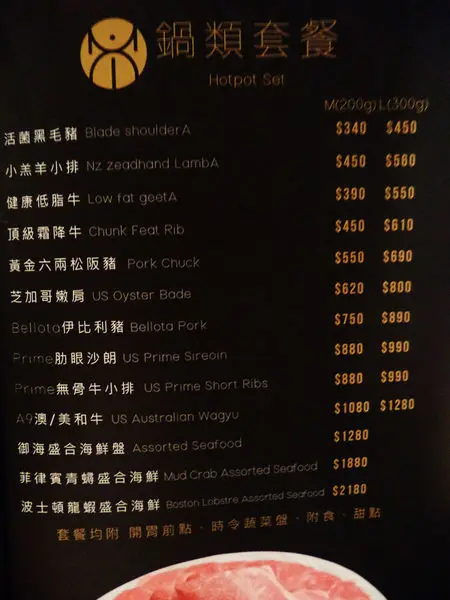 鍋類套餐
Hotpot Set
M(200g) L(300g)
活菌黑毛豬 Blade shoulderA $340 $450
小羔羊小排 Nz zeadhand LambA $450 $560
健康低脂牛 Low fat geetA $390 $550
頂級霜降牛 Chunk Feat Rib $450 $610
黃金六兩松阪豬 Pork Chuck $550 $690
芝加哥嫩肩 US Oyster Bade $620 $800
Bellota伊比利豬 Bellota Pork $750 $890
Prime肋眼沙朗 US Prime Sireoin $880 $990
Prime無骨牛小排 US Prime Short Ribs $880 $990
A9澳/美和牛 US Australian Wagyu $1080 $1280
御海盛合海鮮盤 Assorted Seafood $1280
菲律賓青蟳盛合海鮮 Mud Crab Assorted Seafood $1880
波士頓龍蝦盛合海鮮 Boston Lobstre Assorted Seafood $2180
套餐均附 開胃前點、時令蔬菜盤、附食、甜點